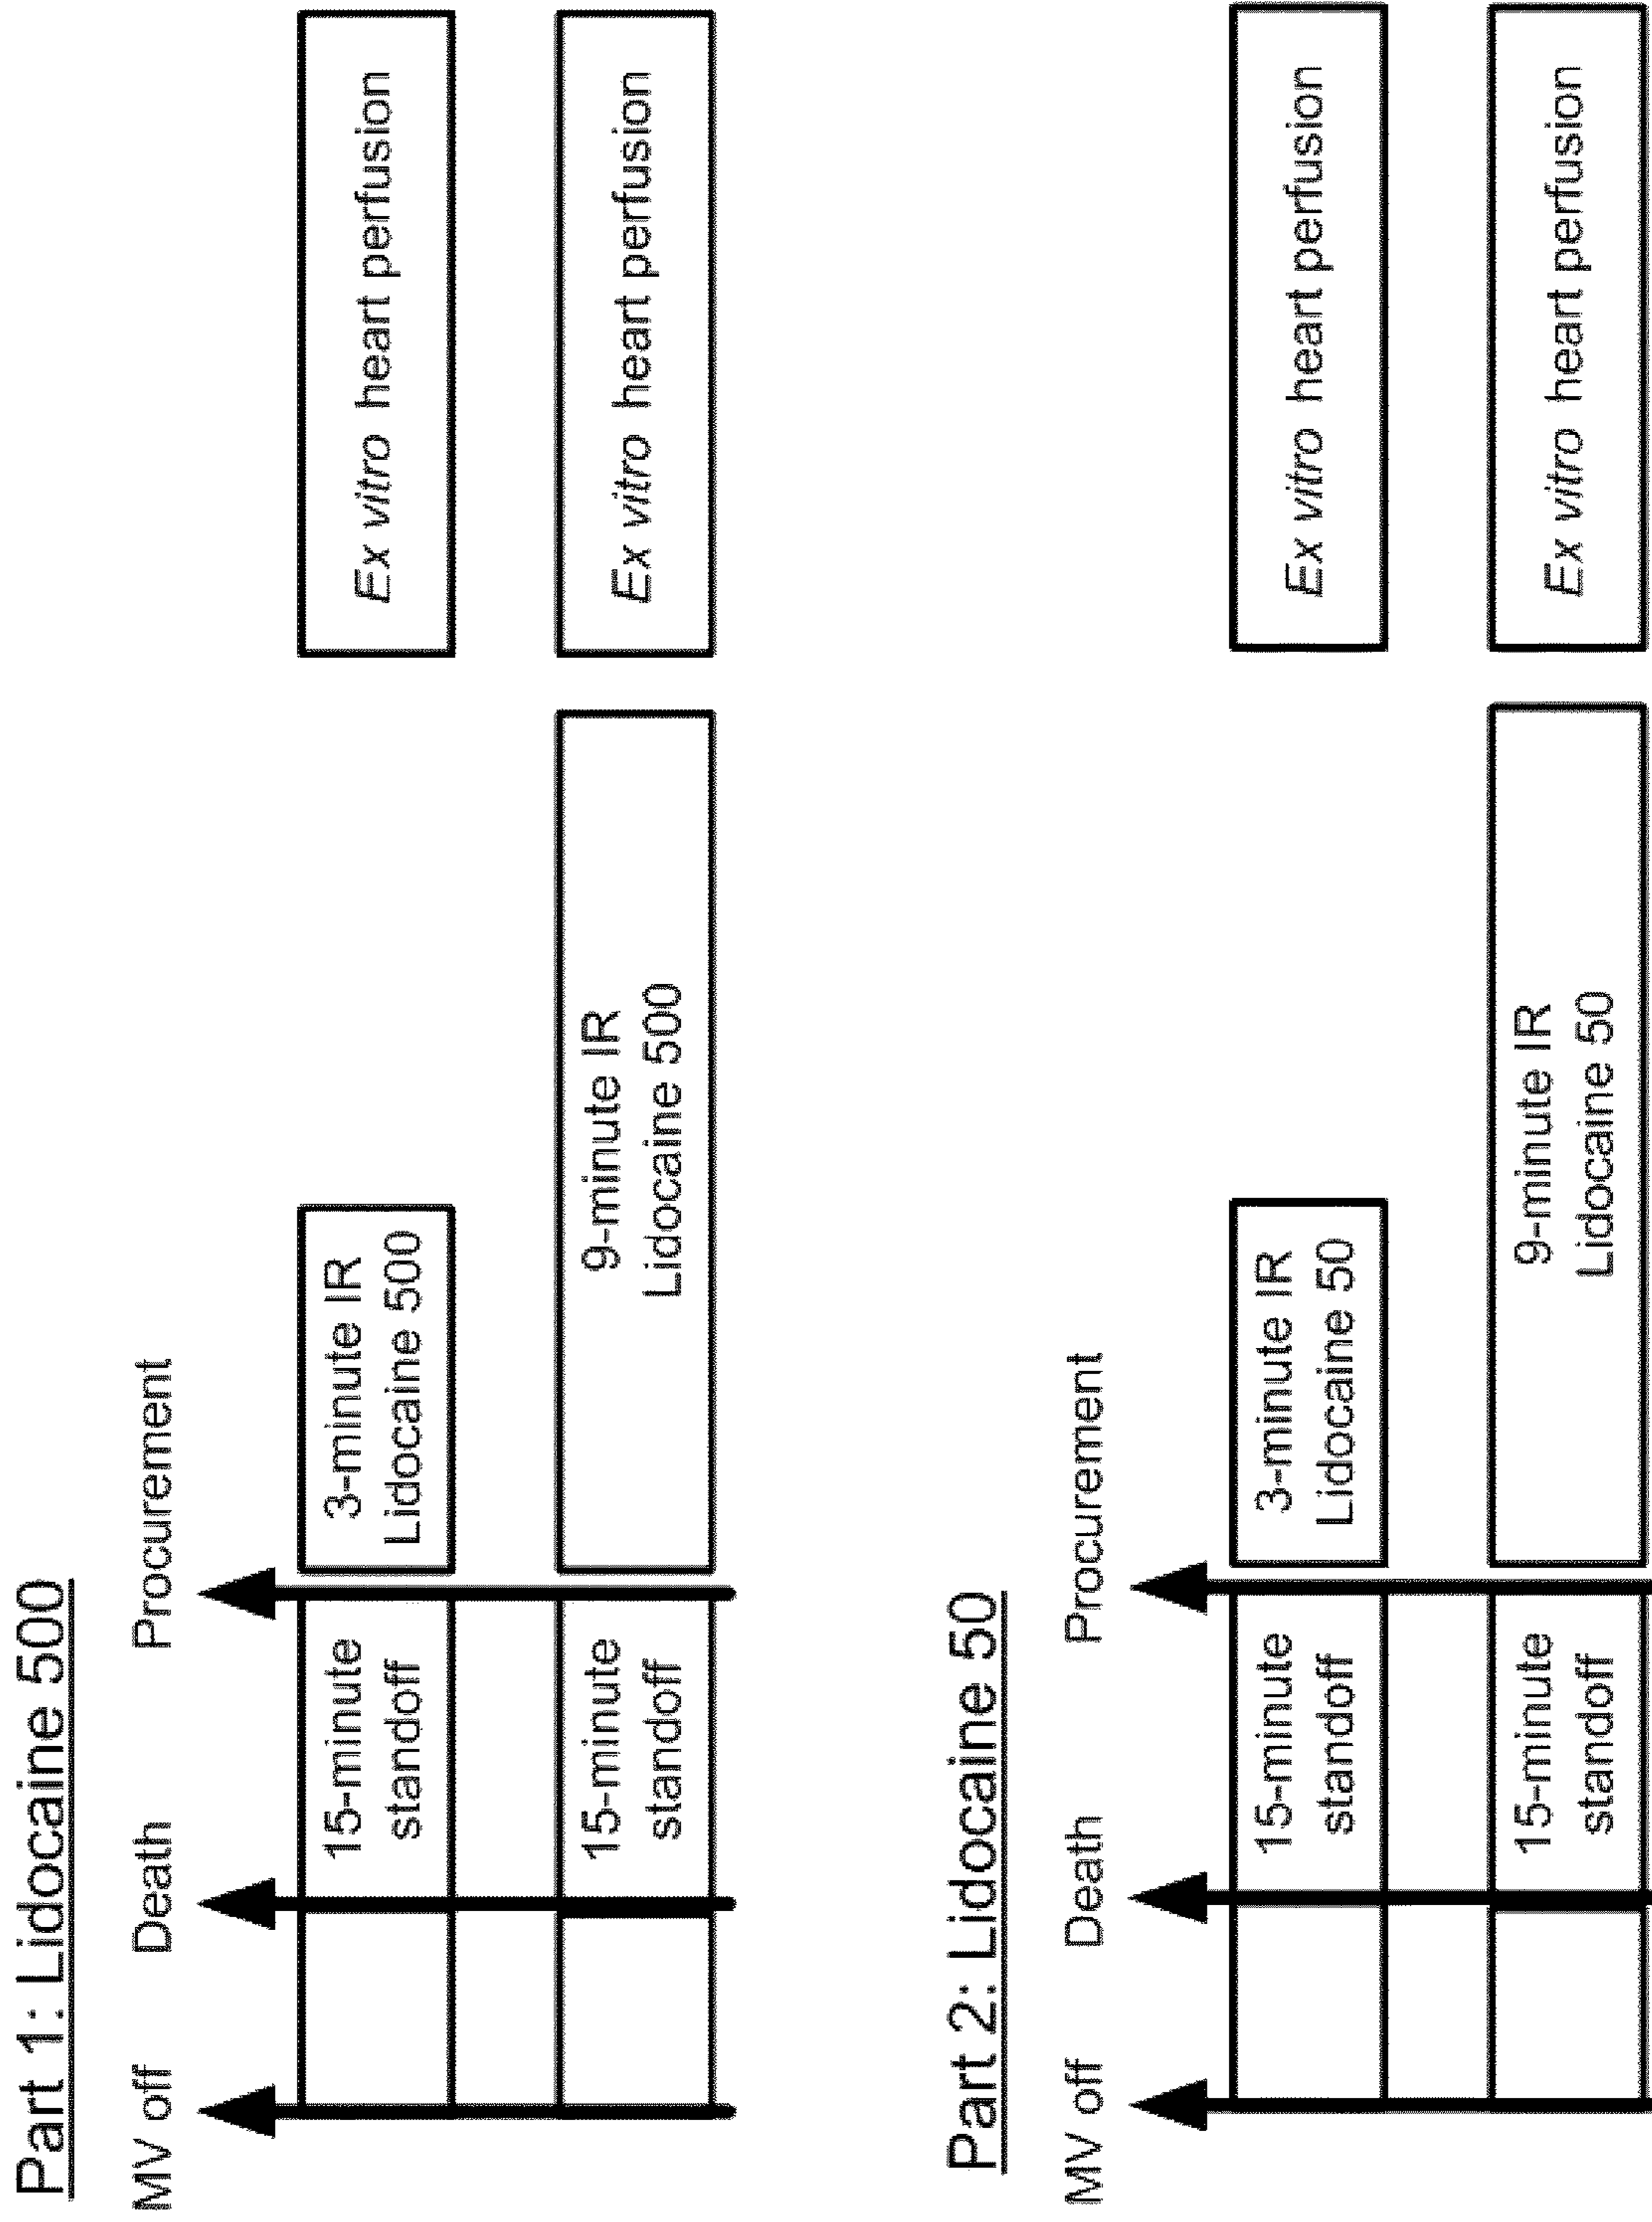 Part 1: Lidocaine 500
MV off
Death
Procurement
15-minute
standoff
3-minute IR
Lidocaine 500
Ex vitro heart perfusion
15-minute
standoff
9-minute IR
Lidocaine 500
Ex vitro heart perfusion
Part 2: Lidocaine 50
MV off
Death
Procurement
15-minute
standoff
3-minute IR
Lidocaine 50
Ex vitro heart perfusion
15-minute
standoff
9-minute IR
Lidocaine 50
Ex vitro heart perfusion